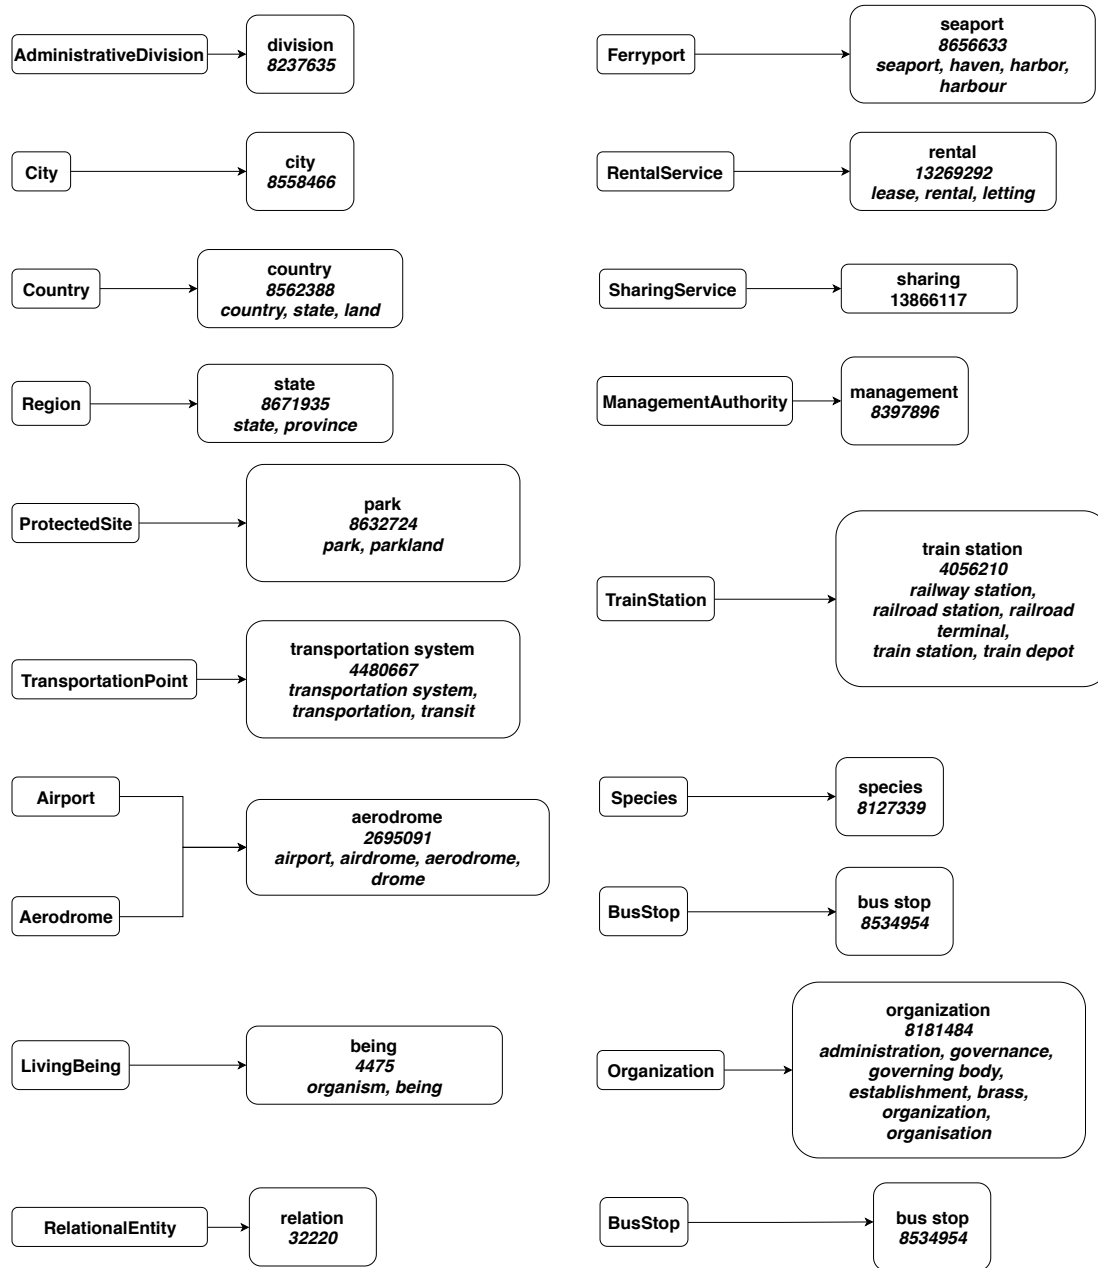 AdministrativeDivision
division
8237635
City
city
8558466
Country
country
8562388
country, state, land
Region
state
8671935
state, province
ProtectedSite
park
8632724
park, parkland
TransportationPoint
transportation system
4480667
transportation system,
transportation, transit
Airport
Aerodrome
aerodrome
2695091
airport, airdrome, aerodrome,
drome
LivingBeing
being
4475
organism, being
RelationalEntity
relation
32220
Ferryport
seaport
8656633
seaport, haven, harbor,
harbour
RentalService
rental
13269292
lease, rental, letting
SharingService
sharing
13866117
ManagementAuthority
management
8397896
TrainStation
train station
4056210
railway station,
railroad station, railroad
terminal,
train station, train depot
Species
species
8127339
BusStop
bus stop
8534954
Organization
organization
8181484
administration, governance,
governing body,
establishment, brass,
organization,
organisation
BusStop
bus stop
8534954